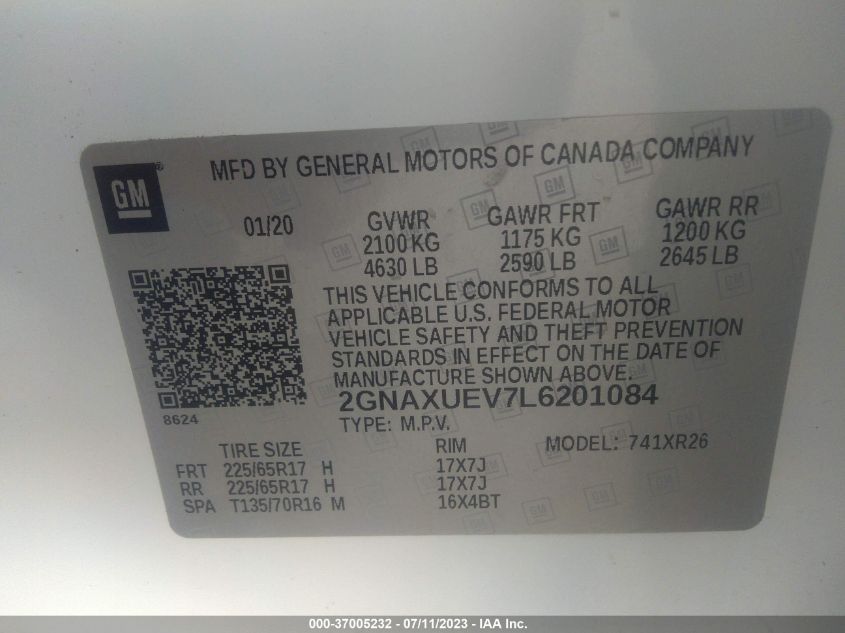 GM ®
MFD BY GENERAL MOTORS OF CANADA COMPANY
01/20
GVWR
2100 KG
4630 LB
GAWR FRT
1175 KG
2590 LB
GAWR RR
1200 KG
2645 LB
THIS VEHICLE CONFORMS TO ALL
APPLICABLE U.S. FEDERAL MOTOR
VEHICLE SAFETY AND THEFT PREVENTION
STANDARDS IN EFFECT ON THE DATE OF
MANUFACTURE SHOWN ABOVE.
2GNAXUEV7L6201084
8624
TYPE: M.P.V.
TIRE SIZE RIM MODEL: 741XR26
FRT 225/65R17 H 17X7J
RR 225/65R17 H 17X7J
SPA T135/70R16 M 16X4BT
000-37005232 - 07/11/2023 - IAA Inc.